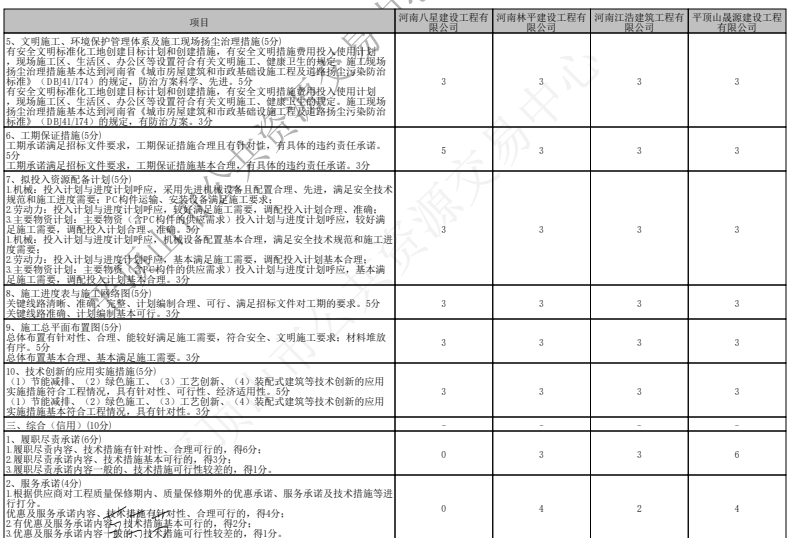 项目 河南八星建设工程有限公司 河南林平建设工程有限公司 河南江浩建筑工程有限公司 平顶山晟源建设工程有限公司
5、文明施工、环境保护管理体系及施工现场扬尘治理措施(5分)
有安全文明标准化工地创建目标计划和创建措施，有安全文明措施费用投入使用计划
，现场施工区、生活区、办公区等设置符合有关文明施工、健康卫生的规定。施工现场
扬尘治理措施基本达到河南省《城市房屋建筑和市政基础设施工程及道路扬尘污染防治
标准》（DBJ41/174）的规定，防治方案科学、先进。5分
有安全文明标准化工地创建目标计划和创建措施，有安全文明措施费用投入使用计划
，现场施工区、生活区、办公区等设置符合有关文明施工、健康卫生的规定。施工现场
扬尘治理措施基本达到河南省《城市房屋建筑和市政基础设施工程及道路扬尘污染防治
标准》（DBJ41/174）的规定，有防治方案。3分
3 3 3 3
6、工期保证措施(5分)
工期承诺满足招标文件要求，工期保证措施合理且有针对性，有具体的违约责任承诺。
5分
工期承诺满足招标文件要求，工期保证措施基本合理，有具体的违约责任承诺。3分
5 3 3 3
7、拟投入资源配备计划(5分)
1.机械：投入计划与进度计划呼应，采用先进机械设备且配置合理、先进，满足安全技术
规范和施工进度需要；PC构件运输、安装设备满足施工要求；
2.劳动力：投入计划与进度计划呼应，较好满足施工需要，调配投入计划合理、准确；
3.主要物资计划：主要物资（含PC构件的供应需求）投入计划与进度计划呼应，较好满
足施工需要，调配投入计划合理、准确。5分
1.机械：投入计划与进度计划呼应，机械设备配置基本合理，满足安全技术规范和施工进
度需要；
2.劳动力：投入计划与进度计划呼应，基本满足施工需要，调配投入计划基本合理；
3.主要物资计划：主要物资（含PC构件的供应需求）投入计划与进度计划呼应，基本满
足施工需要，调配投入计划基本合理。3分
3 3 3 3
8、施工进度表与施工网络图(5分)
关键线路清晰、准确、完整、计划编制合理、可行、满足招标文件对工期的要求。5分
关键线路准确、计划编制基本可行。3分
3 3 3 3
9、施工总平面布置图(5分)
总体布置有针对性、合理、能较好满足施工需要，符合安全、文明施工要求；材料堆放
有序。5分
总体布置基本合理、基本满足施工需要。3分
3 3 3 3
10、技术创新的应用实施措施(5分)
（1）节能减排、（2）绿色施工、（3）工艺创新、（4）装配式建筑等技术创新的应用
实施措施符合工程情况，具有针对性、可行性、经济适用性。5分
（1）节能减排、（2）绿色施工、（3）工艺创新、（4）装配式建筑等技术创新的应用
实施措施基本符合工程情况，具有针对性。3分
3 3 3 3
三、综合（信用）(10分) - - - -
1、履职尽责承诺(6分)
1.履职尽责内容、技术措施有针对性、合理可行的，得6分；
2.履职尽责承诺内容、技术措施基本可行的，得3分；
3.履职尽责承诺内容一般的、技术措施可行性较差的，得1分。
0 3 3 6
2、服务承诺(4分)
1.根据供应商对工程质量保修期内、质量保修期外的优惠承诺、服务承诺及技术措施等进
行打分。
优惠及服务承诺内容、技术措施有针对性、合理可行的，得4分；
2.有优惠及服务承诺内容、技术措施基本可行的，得2分；
3.优惠及服务承诺内容一般的、技术措施可行性较差的，得1分。
0 4 2 4